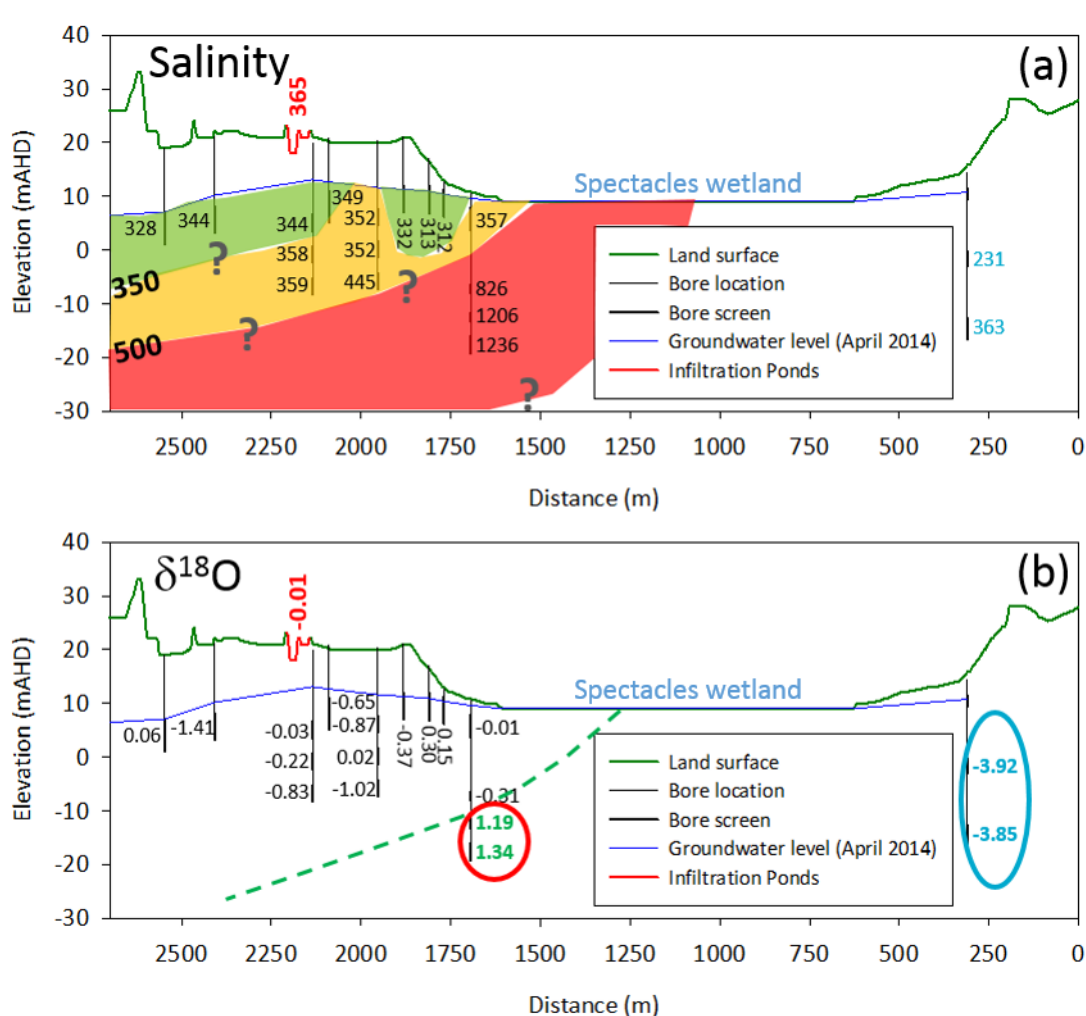 Salinity
(a)
365
40
30
20
10
0
-10
-20
-30
Elevation (mAHD)
Spectacles wetland
328
344
344
358
359
349
352
352
445
332
313
312
357
826
1206
1236
231
363
350
500
?
?
?
?
Land surface
Bore location
Bore screen
Groundwater level (April 2014)
Infiltration Ponds
2500 2250 2000 1750 1500 1250 1000 750 500 250 0
Distance (m)
δ18O
(b)
-0.01
40
30
20
10
0
-10
-20
-30
Elevation (mAHD)
Spectacles wetland
0.06
-1.41
-0.03
-0.22
-0.83
-0.65
-0.87
0.02
-1.02
-0.37
-0.30
-0.15
-0.01
-0.31
1.19
1.34
-3.92
-3.85
Land surface
Bore location
Bore screen
Groundwater level (April 2014)
Infiltration Ponds
2500 2250 2000 1750 1500 1250 1000 750 500 250 0
Distance (m)